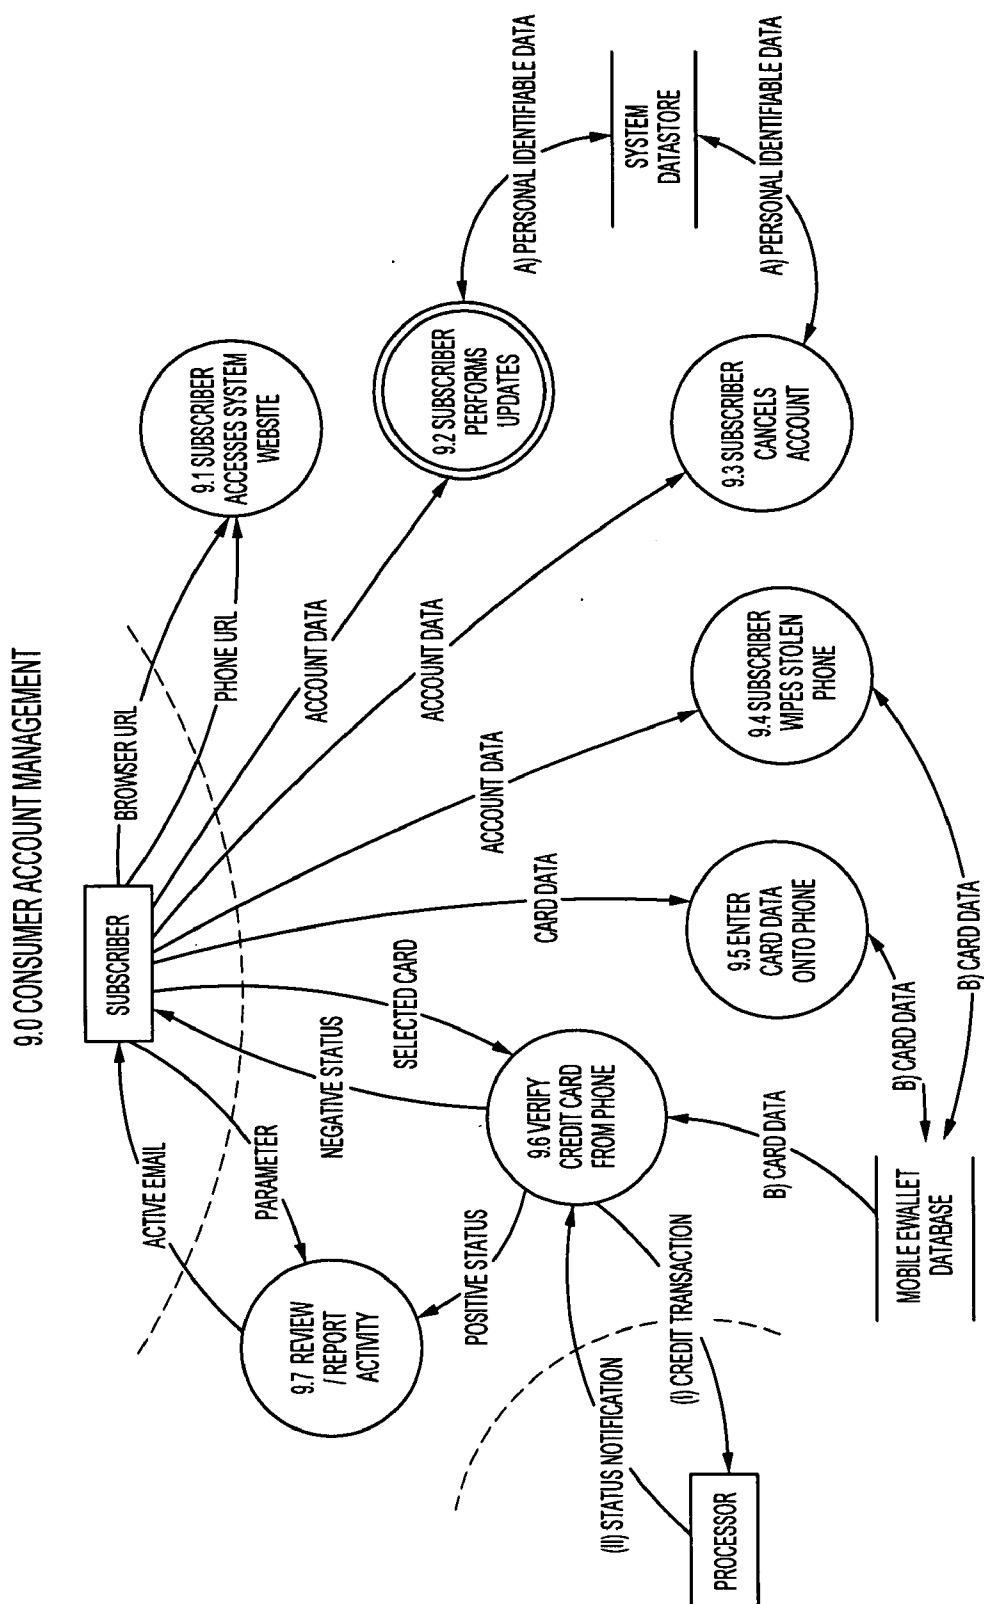 9.0 CONSUMER ACCOUNT MANAGEMENT
SUBSCRIBER
ACTIVE EMAIL
PARAMETER
NEGATIVE STATUS
SELECTED CARD
CARD DATA
ACCOUNT DATA
ACCOUNT DATA
ACCOUNT DATA
PHONE URL
BROWSER URL
9.1 SUBSCRIBER
ACCESSES SYSTEM
WEBSITE
9.2 SUBSCRIBER
PERFORMS
UPDATES
A) PERSONAL IDENTIFIABLE DATA
SYSTEM
DATASTORE
A) PERSONAL IDENTIFIABLE DATA
9.3 SUBSCRIBER
CANCELS
ACCOUNT
9.4 SUBSCRIBER
WIPES STOLEN
PHONE
9.5 ENTER
CARD DATA
ONTO PHONE
9.6 VERIFY
CREDIT CARD
FROM PHONE
9.7 REVIEW
/ REPORT
ACTIVITY
POSITIVE STATUS
B) CARD DATA
B) CARD DATA
B) CARD DATA
MOBILE EWALLET
DATABASE
(I) CREDIT TRANSACTION
(II) STATUS NOTIFICATION
PROCESSOR